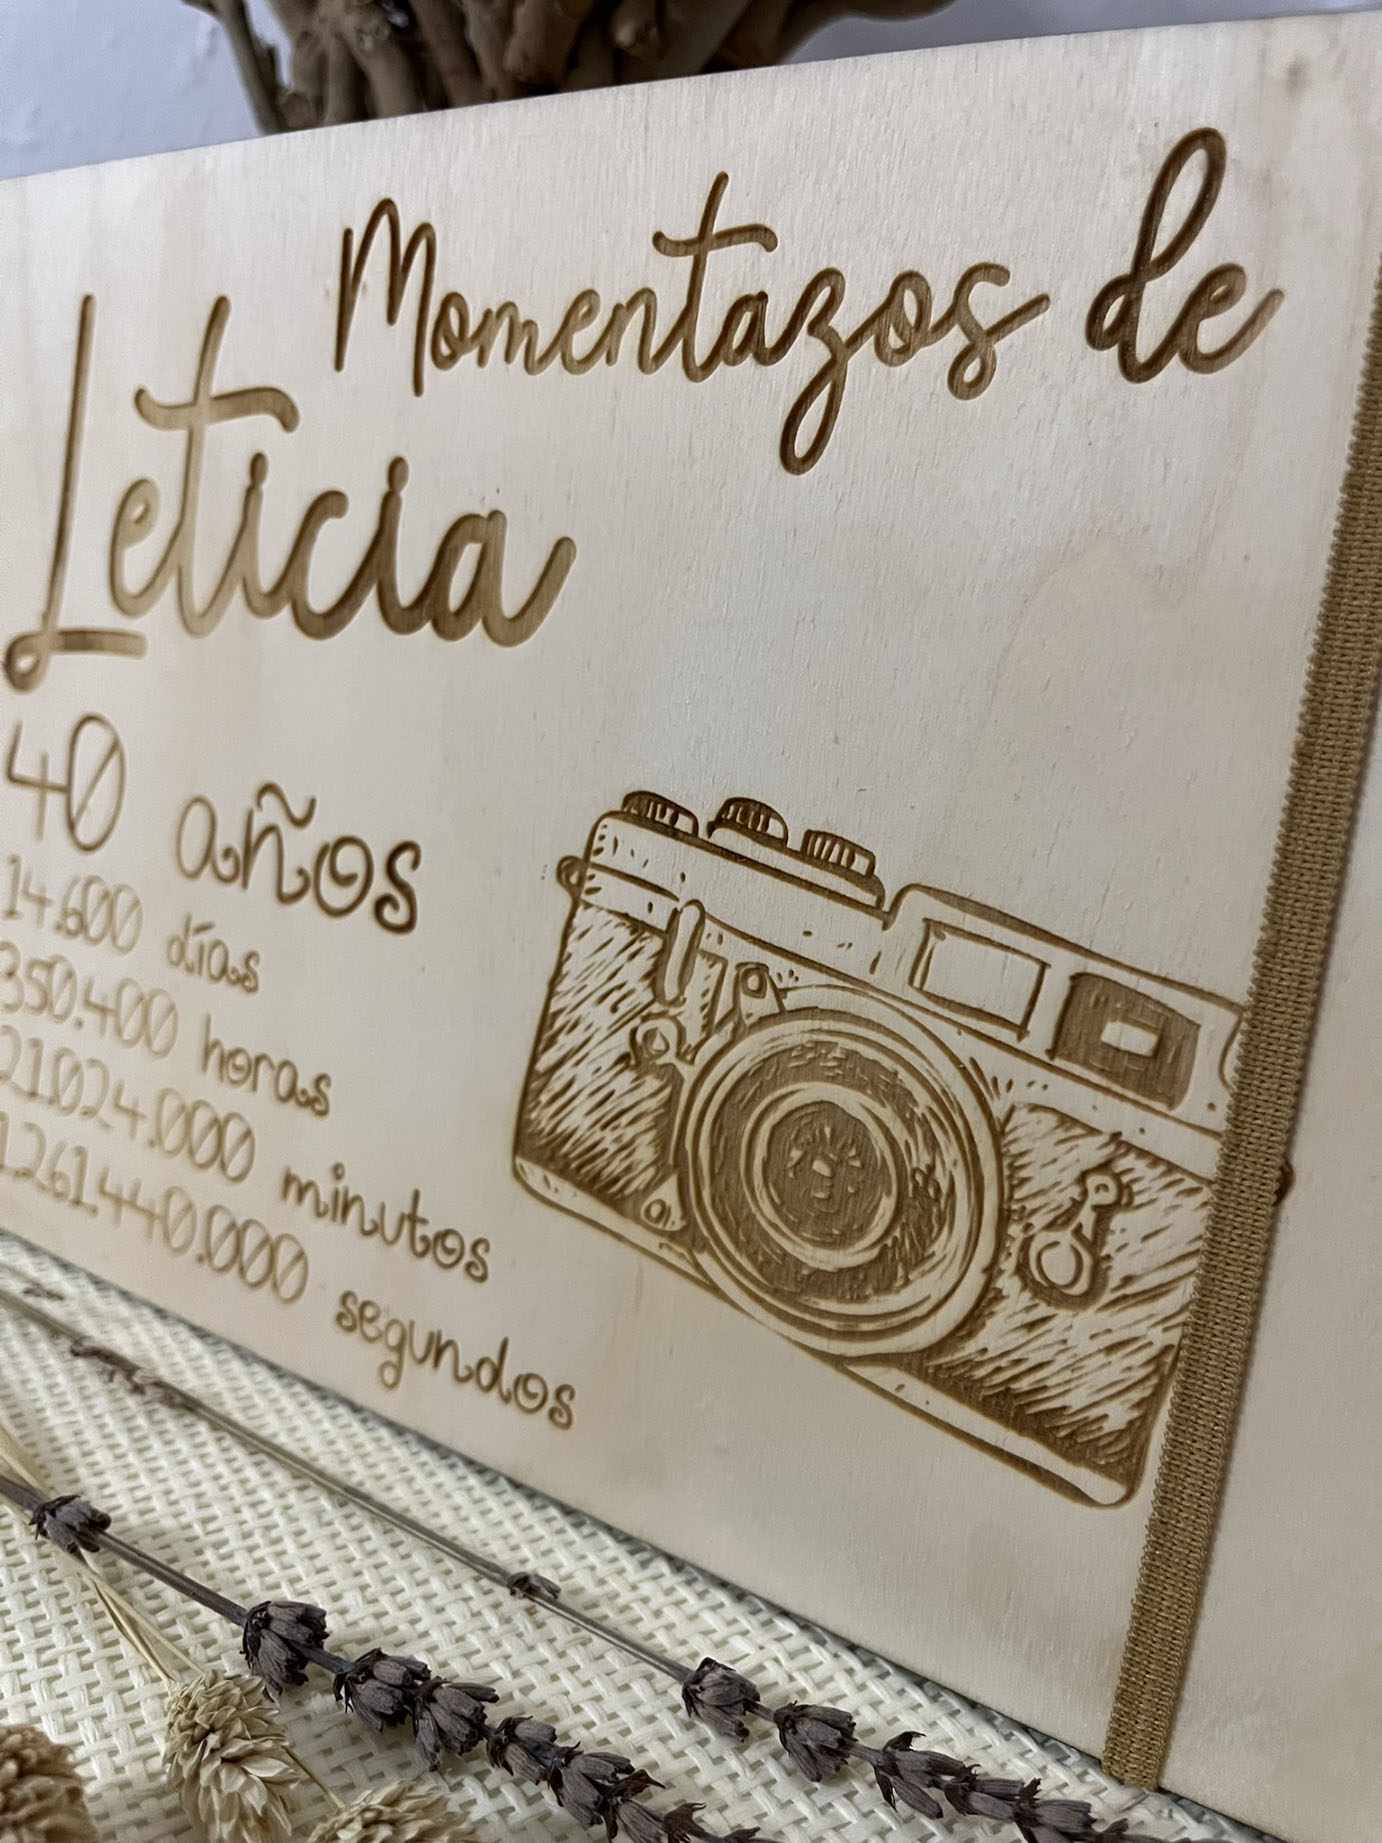 Momentazos de
Leticia
40 años
14.600 días
350.400 horas
21.024.000 minutos
1.261.440.000 segundos